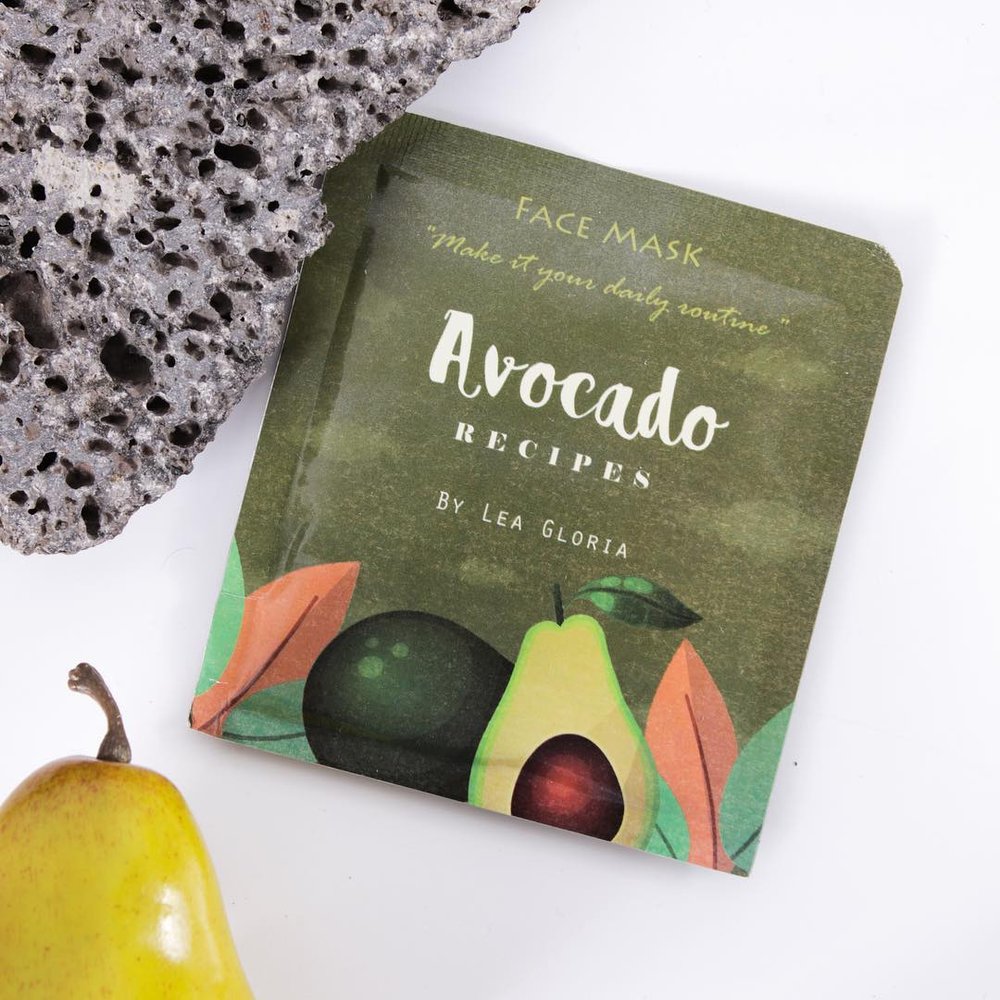 FACE MASK
"Make it your daily routine"
Avocado
RECIPES
By Lea Gloria